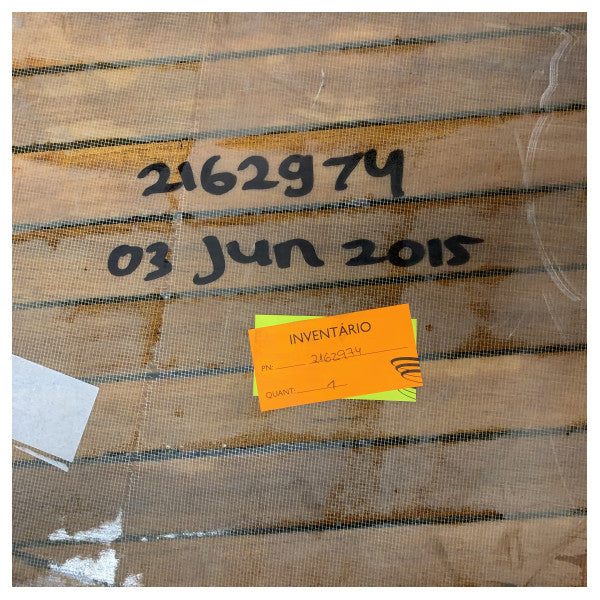 2162974
03 Jun 2015
INVENTÁRIO
PN: 2162974
QUANT: 1